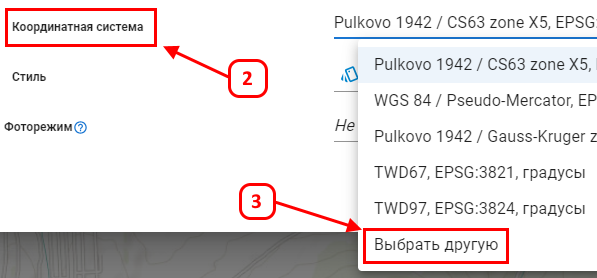 Координатная система
Pulkovo 1942 / CS63 zone X5, EPSG:
2
Стиль
Фоторежим ?
Не
Pulkovo 1942 / CS63 zone X5,
WGS 84 / Pseudo-Mercator, EP
Pulkovo 1942 / Gauss-Kruger z
TWD67, EPSG:3821, градусы
TWD97, EPSG:3824, градусы
3
Выбрать другую